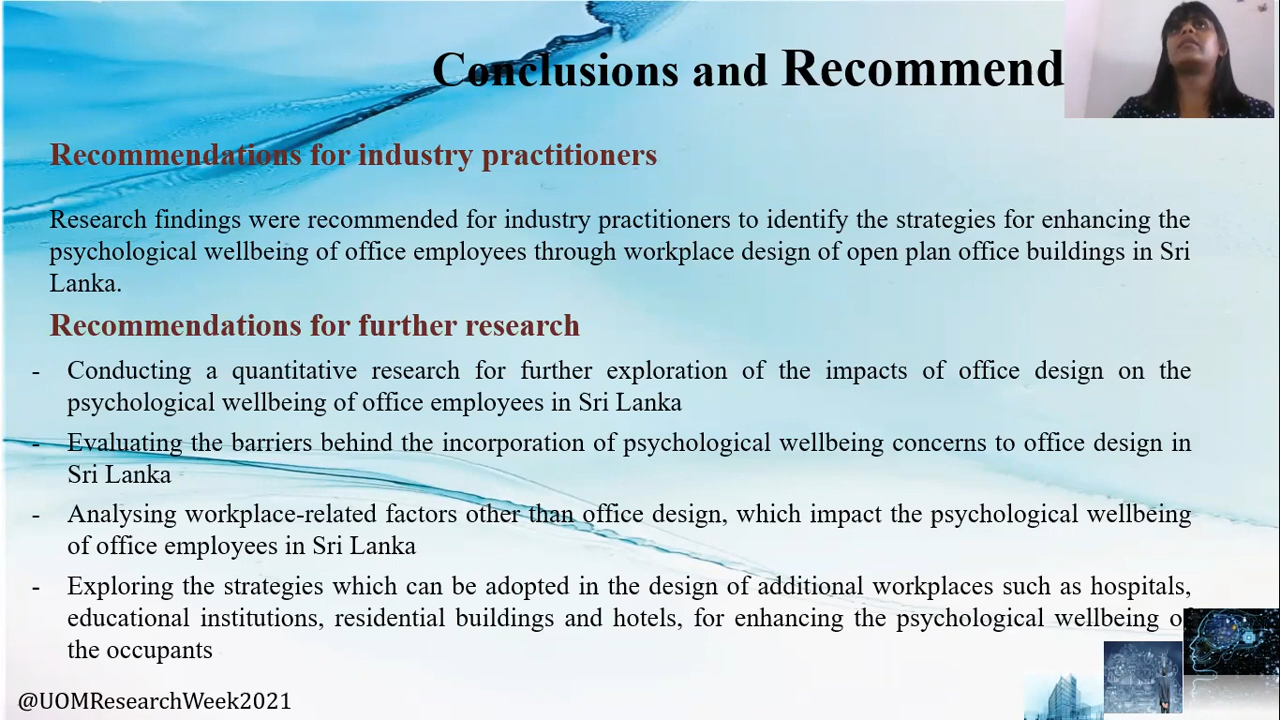 Conclusions and Recommend
Recommendations for industry practitioners
Research findings were recommended for industry practitioners to identify the strategies for enhancing the
psychological wellbeing of office employees through workplace design of open plan office buildings in Sri
Lanka.
Recommendations for further research
- Conducting a quantitative research for further exploration of the impacts of office design on the
psychological wellbeing of office employees in Sri Lanka
- Evaluating the barriers behind the incorporation of psychological wellbeing concerns to office design in
Sri Lanka
- Analysing workplace-related factors other than office design, which impact the psychological wellbeing
of office employees in Sri Lanka
- Exploring the strategies which can be adopted in the design of additional workplaces such as hospitals,
educational institutions, residential buildings and hotels, for enhancing the psychological wellbeing o
the occupants
@UOMResearchWeek2021